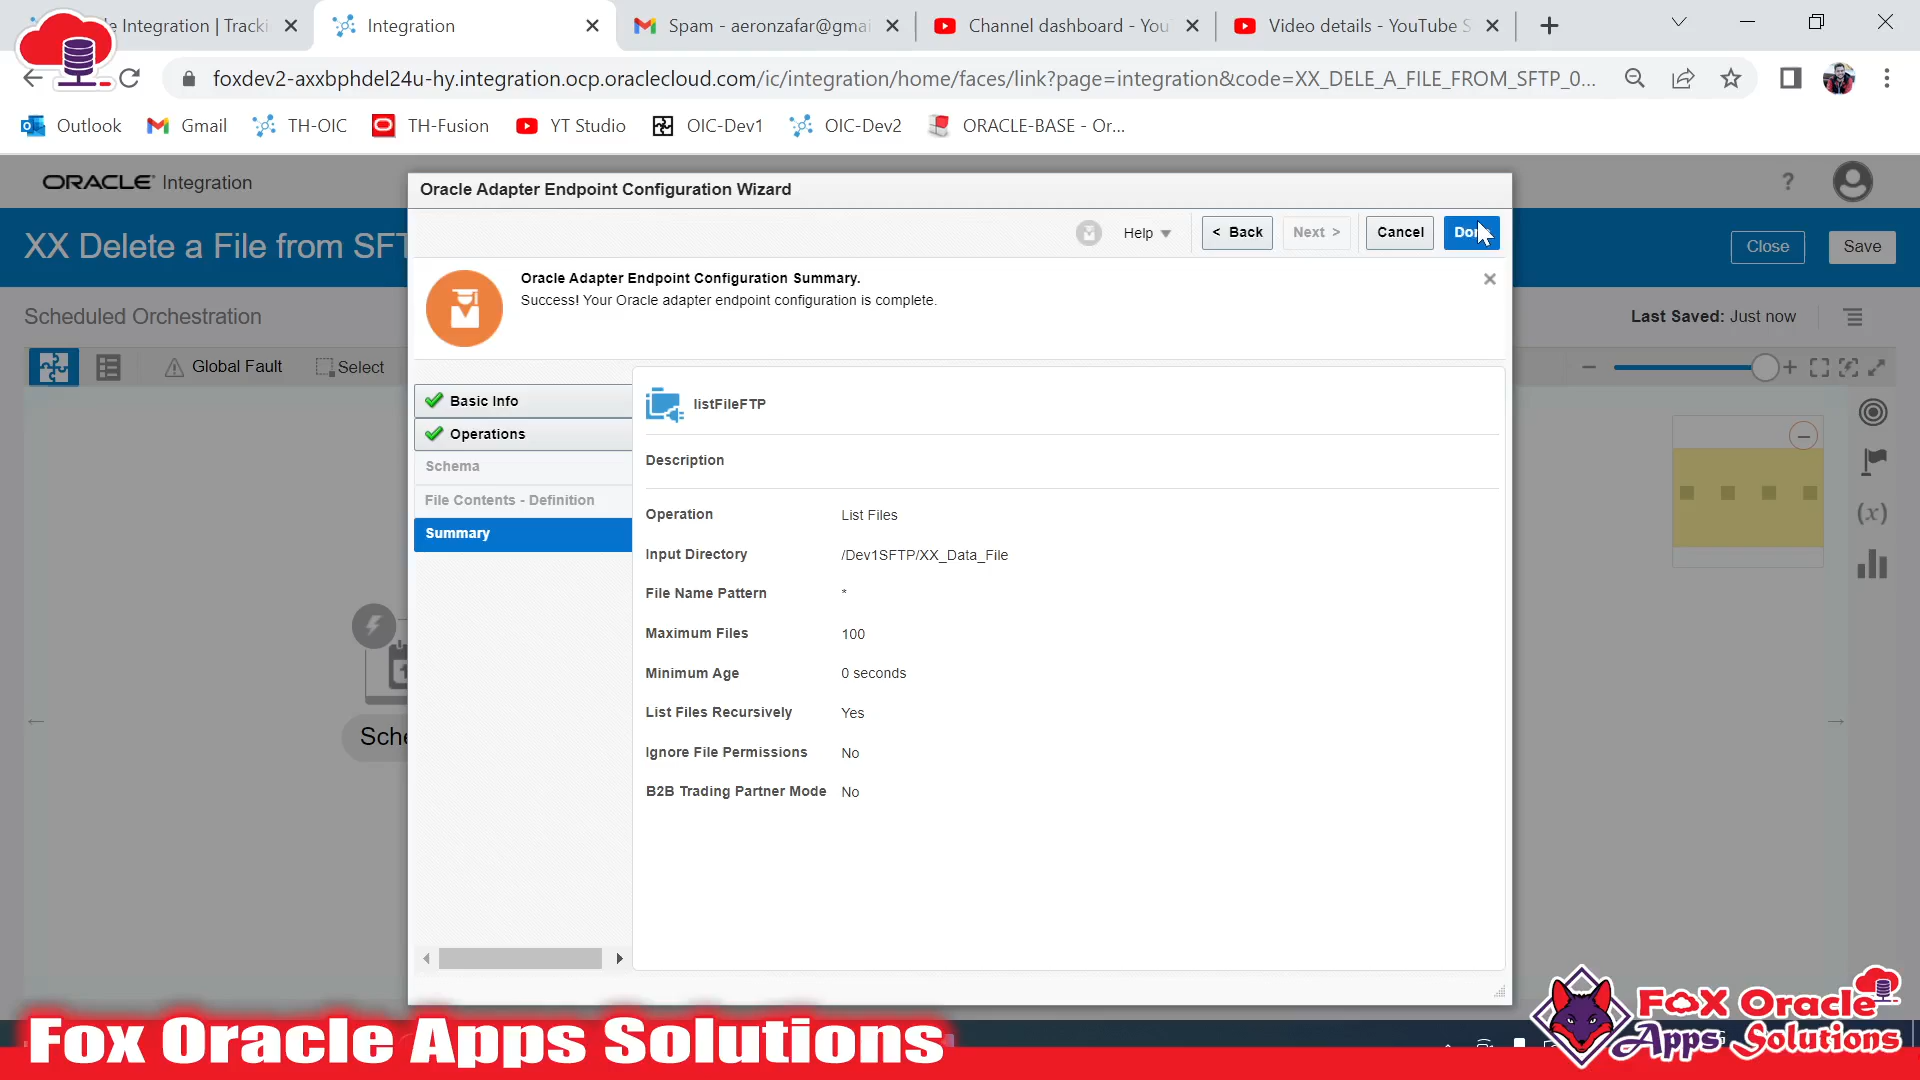 Integration | Tracki
Integration
Spam - aeronzafar@gmai
Channel dashboard - You
Video details - YouTube S
foxdev2-axxbphdel24u-hy.integration.ocp.oraclecloud.com/ic/integration/home/faces/link?page=integration&code=XX_DELE_A_FILE_FROM_SFTP_0...
Outlook
Gmail
TH-OIC
TH-Fusion
YT Studio
OIC-Dev1
OIC-Dev2
ORACLE-BASE - Or...
ORACLE Integration
XX Delete a File from SFT
Close
Save
Scheduled Orchestration
Last Saved: Just now
Global Fault
Select
Oracle Adapter Endpoint Configuration Wizard
Help
< Back
Next >
Cancel
Oracle Adapter Endpoint Configuration Summary.
Success! Your Oracle adapter endpoint configuration is complete.
Basic Info
Operations
Schema
File Contents - Definition
Summary
listFileFTP
Description
Operation List Files
Input Directory /Dev1SFTP/XX_Data_File
File Name Pattern *
Maximum Files 100
Minimum Age 0 seconds
List Files Recursively Yes
Ignore File Permissions No
B2B Trading Partner Mode No
Sche
(x)
Fox Oracle Apps Solutions
Fox Oracle
Apps Solutions